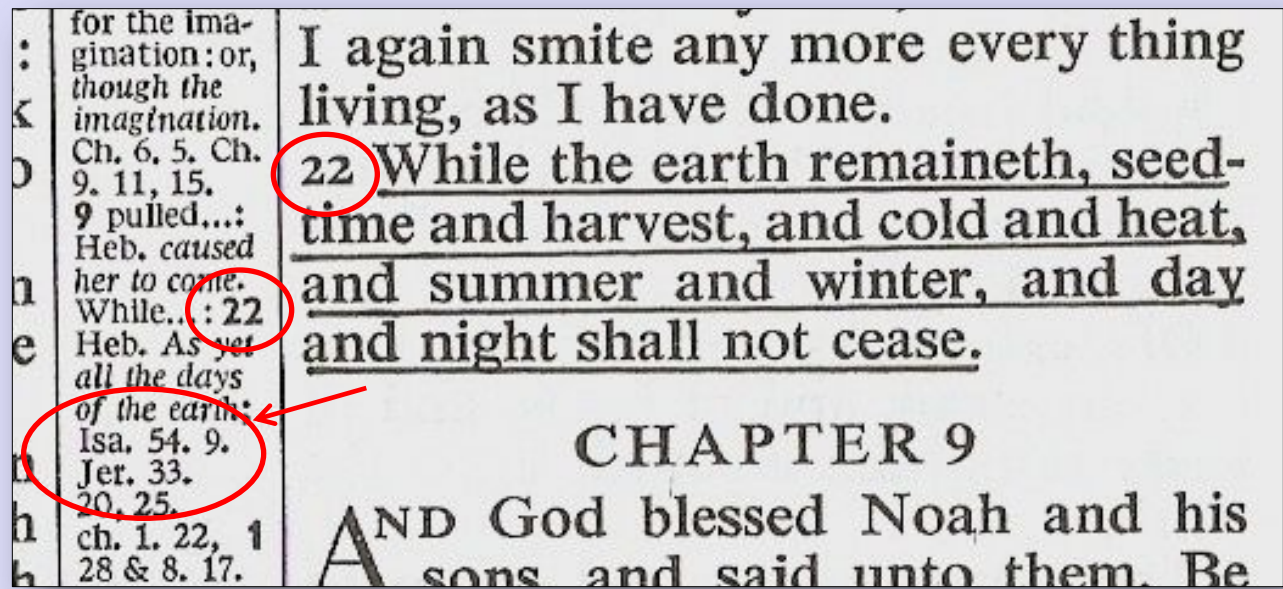 for the ima-
gination: or,
though the
imagination.
Ch. 6. 5. Ch.
9. 11, 15.
9 pulled...:
Heb. caused
her to come.
While... : 22
Heb. As yet
all the days
of the earth;
Isa. 54. 9.
Jer. 33.
20, 25.
ch. 1. 22, 1
28 & 8. 17.
I again smite any more every thing
living, as I have done.
22 While the earth remaineth, seed-
time and harvest, and cold and heat,
and summer and winter, and day
and night shall not cease.
CHAPTER 9
AND God blessed Noah and his
sons, and said unto them, Be